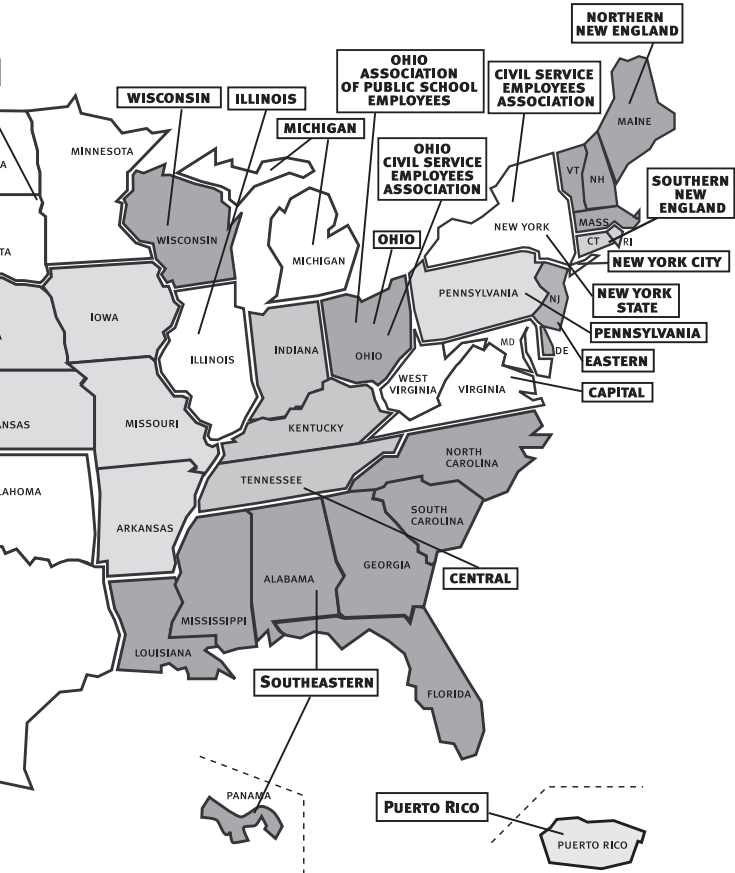 NORTHERN
NEW ENGLAND
OHIO
ASSOCIATION
OF PUBLIC SCHOOL
EMPLOYEES
CIVIL SERVICE
EMPLOYEES
ASSOCIATION
WISCONSIN
ILLINOIS
MICHIGAN
MAINE
MINNESOTA
OHIO
CIVIL SERVICE
EMPLOYEES
ASSOCIATION
VT
NH
SOUTHERN
NEW
ENGLAND
A
MASS
NEW YORK
WISCONSIN
OHIO
CT
RI
TA
MICHIGAN
NEW YORK CITY
PENNSYLVANIA
NJ
NEW YORK
STATE
IOWA
PENNSYLVANIA
A
MD
DE
ILLINOIS
INDIANA
OHIO
EASTERN
WEST
VIRGINIA
VIRGINIA
CAPITAL
ANSAS
MISSOURI
KENTUCKY
NORTH
CAROLINA
TENNESSEE
LAHOMA
SOUTH
CAROLINA
ARKANSAS
GEORGIA
ALABAMA
CENTRAL
MISSISSIPPI
LOUISIANA
SOUTHEASTERN
FLORIDA
PANAMA
PUERTO RICO
PUERTO RICO